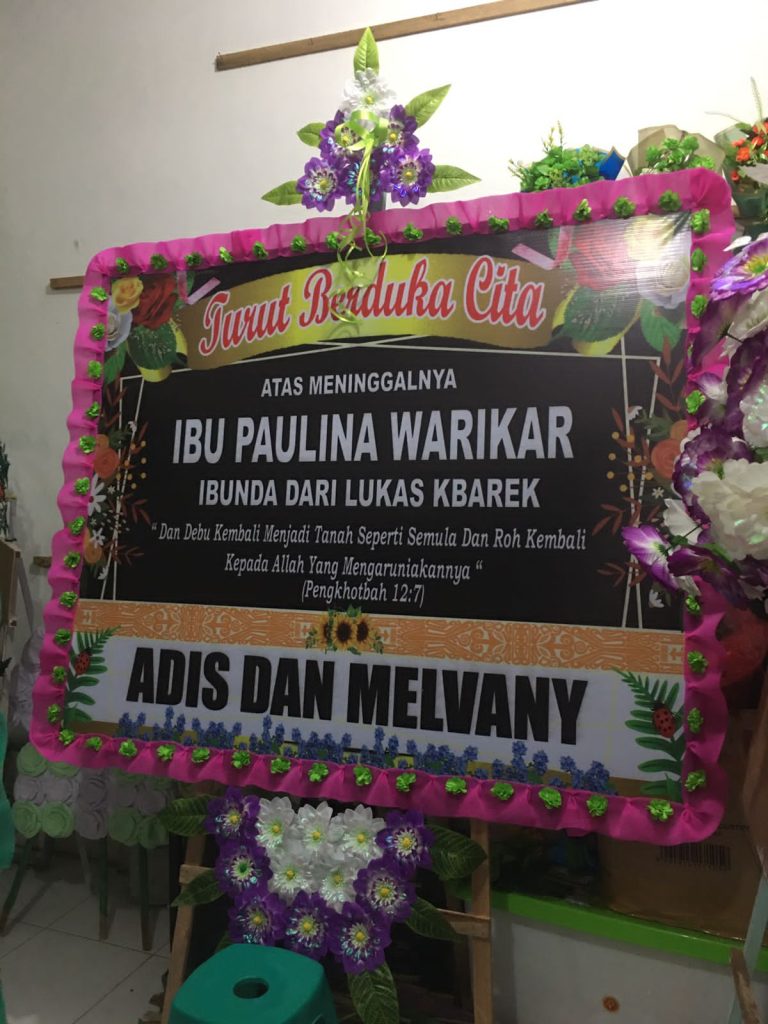 Turut Berduka Cita
ATAS MENINGGALNYA
IBU PAULINA WARIKAR
IBUNDA DARI LUKAS KBAREK
“ Dan Debu Kembali Menjadi Tanah Seperti Semula Dan Roh Kembali
Kepada Allah Yang Mengaruniakannya “
(Pengkhotbah 12:7)
ADIS DAN MELVANY